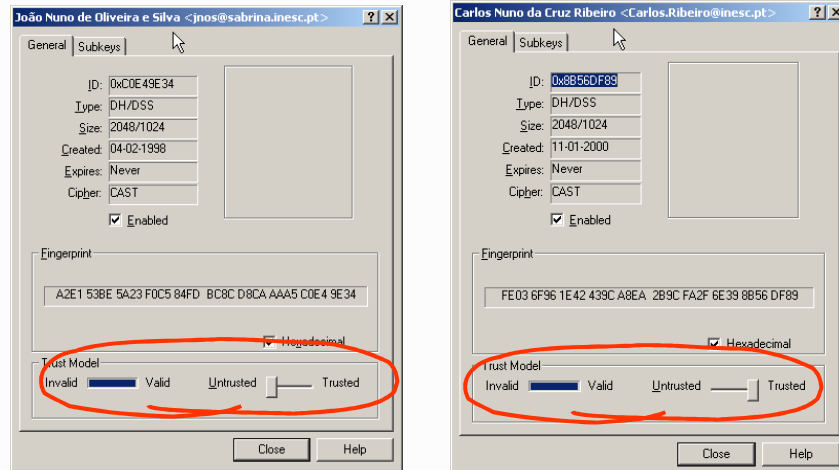 João Nuno de Oliveira e Silva <jnos@sabrina.inesc.pt>
General Subkeys
ID: 0xC0E49E34
Type: DH/DSS
Size: 2048/1024
Created: 04-02-1998
Expires: Never
Cipher: CAST
Enabled
Fingerprint
A2E1 53BE 5A23 F0C5 84FD BC8C D8CA AAA5 C0E4 9E34
Hexadecimal
Trust Model
Invalid Valid Untrusted Trusted
Close Help
Carlos Nuno da Cruz Ribeiro <Carlos.Ribeiro@inesc.pt>
General Subkeys
ID: 0x8B56DF89
Type: DH/DSS
Size: 2048/1024
Created: 11-01-2000
Expires: Never
Cipher: CAST
Enabled
Fingerprint
FE03 6F96 1E42 439C A8EA 2B9C FA2F 6E39 8B56 DF89
Hexadecimal
Trust Model
Invalid Valid Untrusted Trusted
Close Help